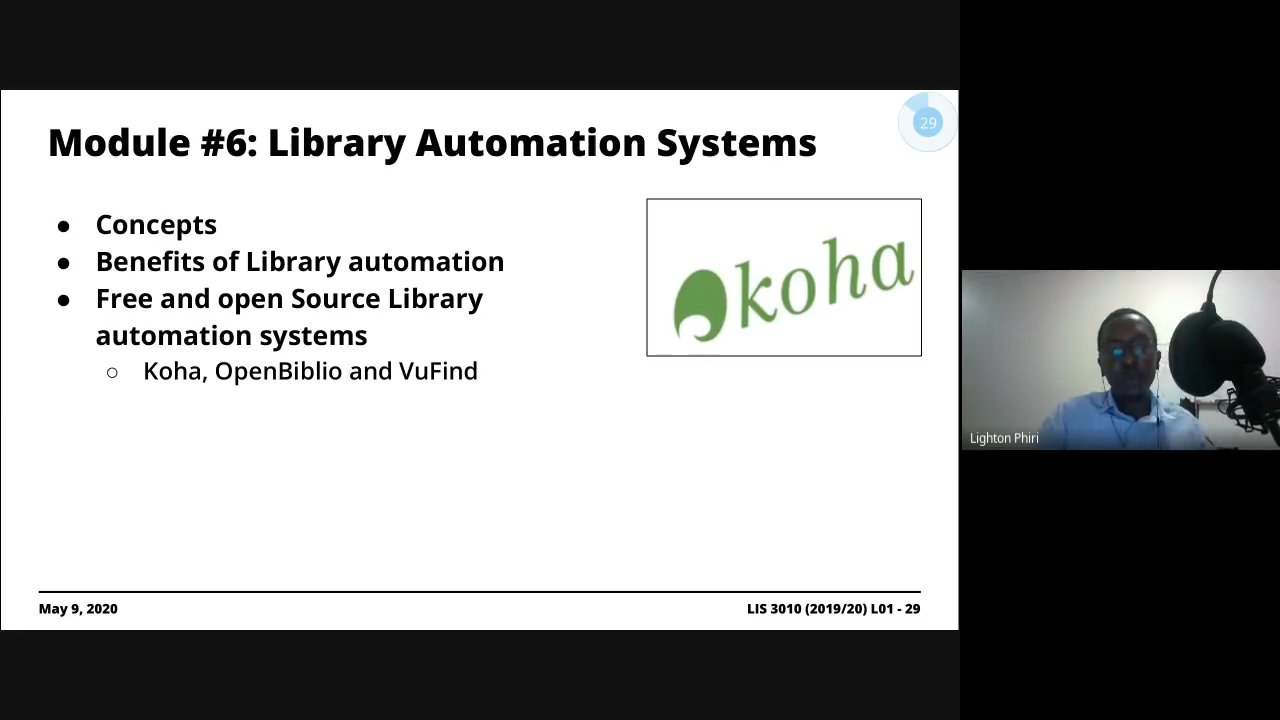 29
Module #6: Library Automation Systems
● Concepts
● Benefits of Library automation
● Free and open Source Library
automation systems
○ Koha, OpenBiblio and VuFind
koha
May 9, 2020
LIS 3010 (2019/20) L01 - 29
Lighton Phiri